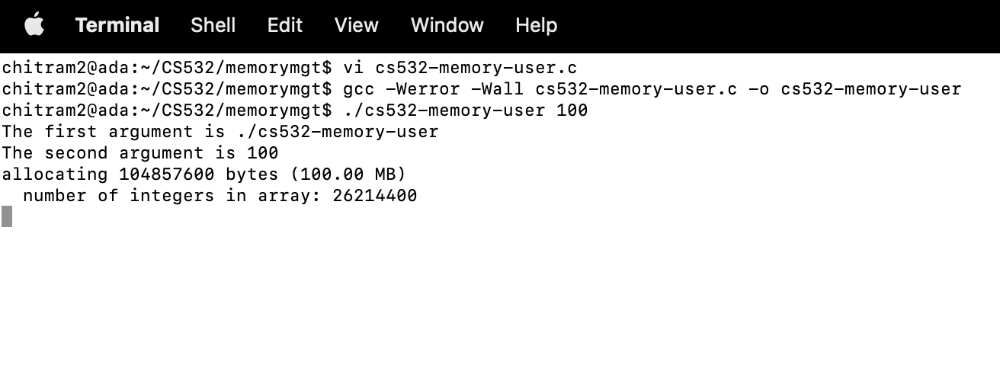 Terminal Shell Edit View Window Help
chitram2@ada:~/CS532/memorymgt$ vi cs532-memory-user.c
chitram2@ada:~/CS532/memorymgt$ gcc -Werror -Wall cs532-memory-user.c -o cs532-memory-user
chitram2@ada:~/CS532/memorymgt$ ./cs532-memory-user 100
The first argument is ./cs532-memory-user
The second argument is 100
allocating 104857600 bytes (100.00 MB)
  number of integers in array: 26214400